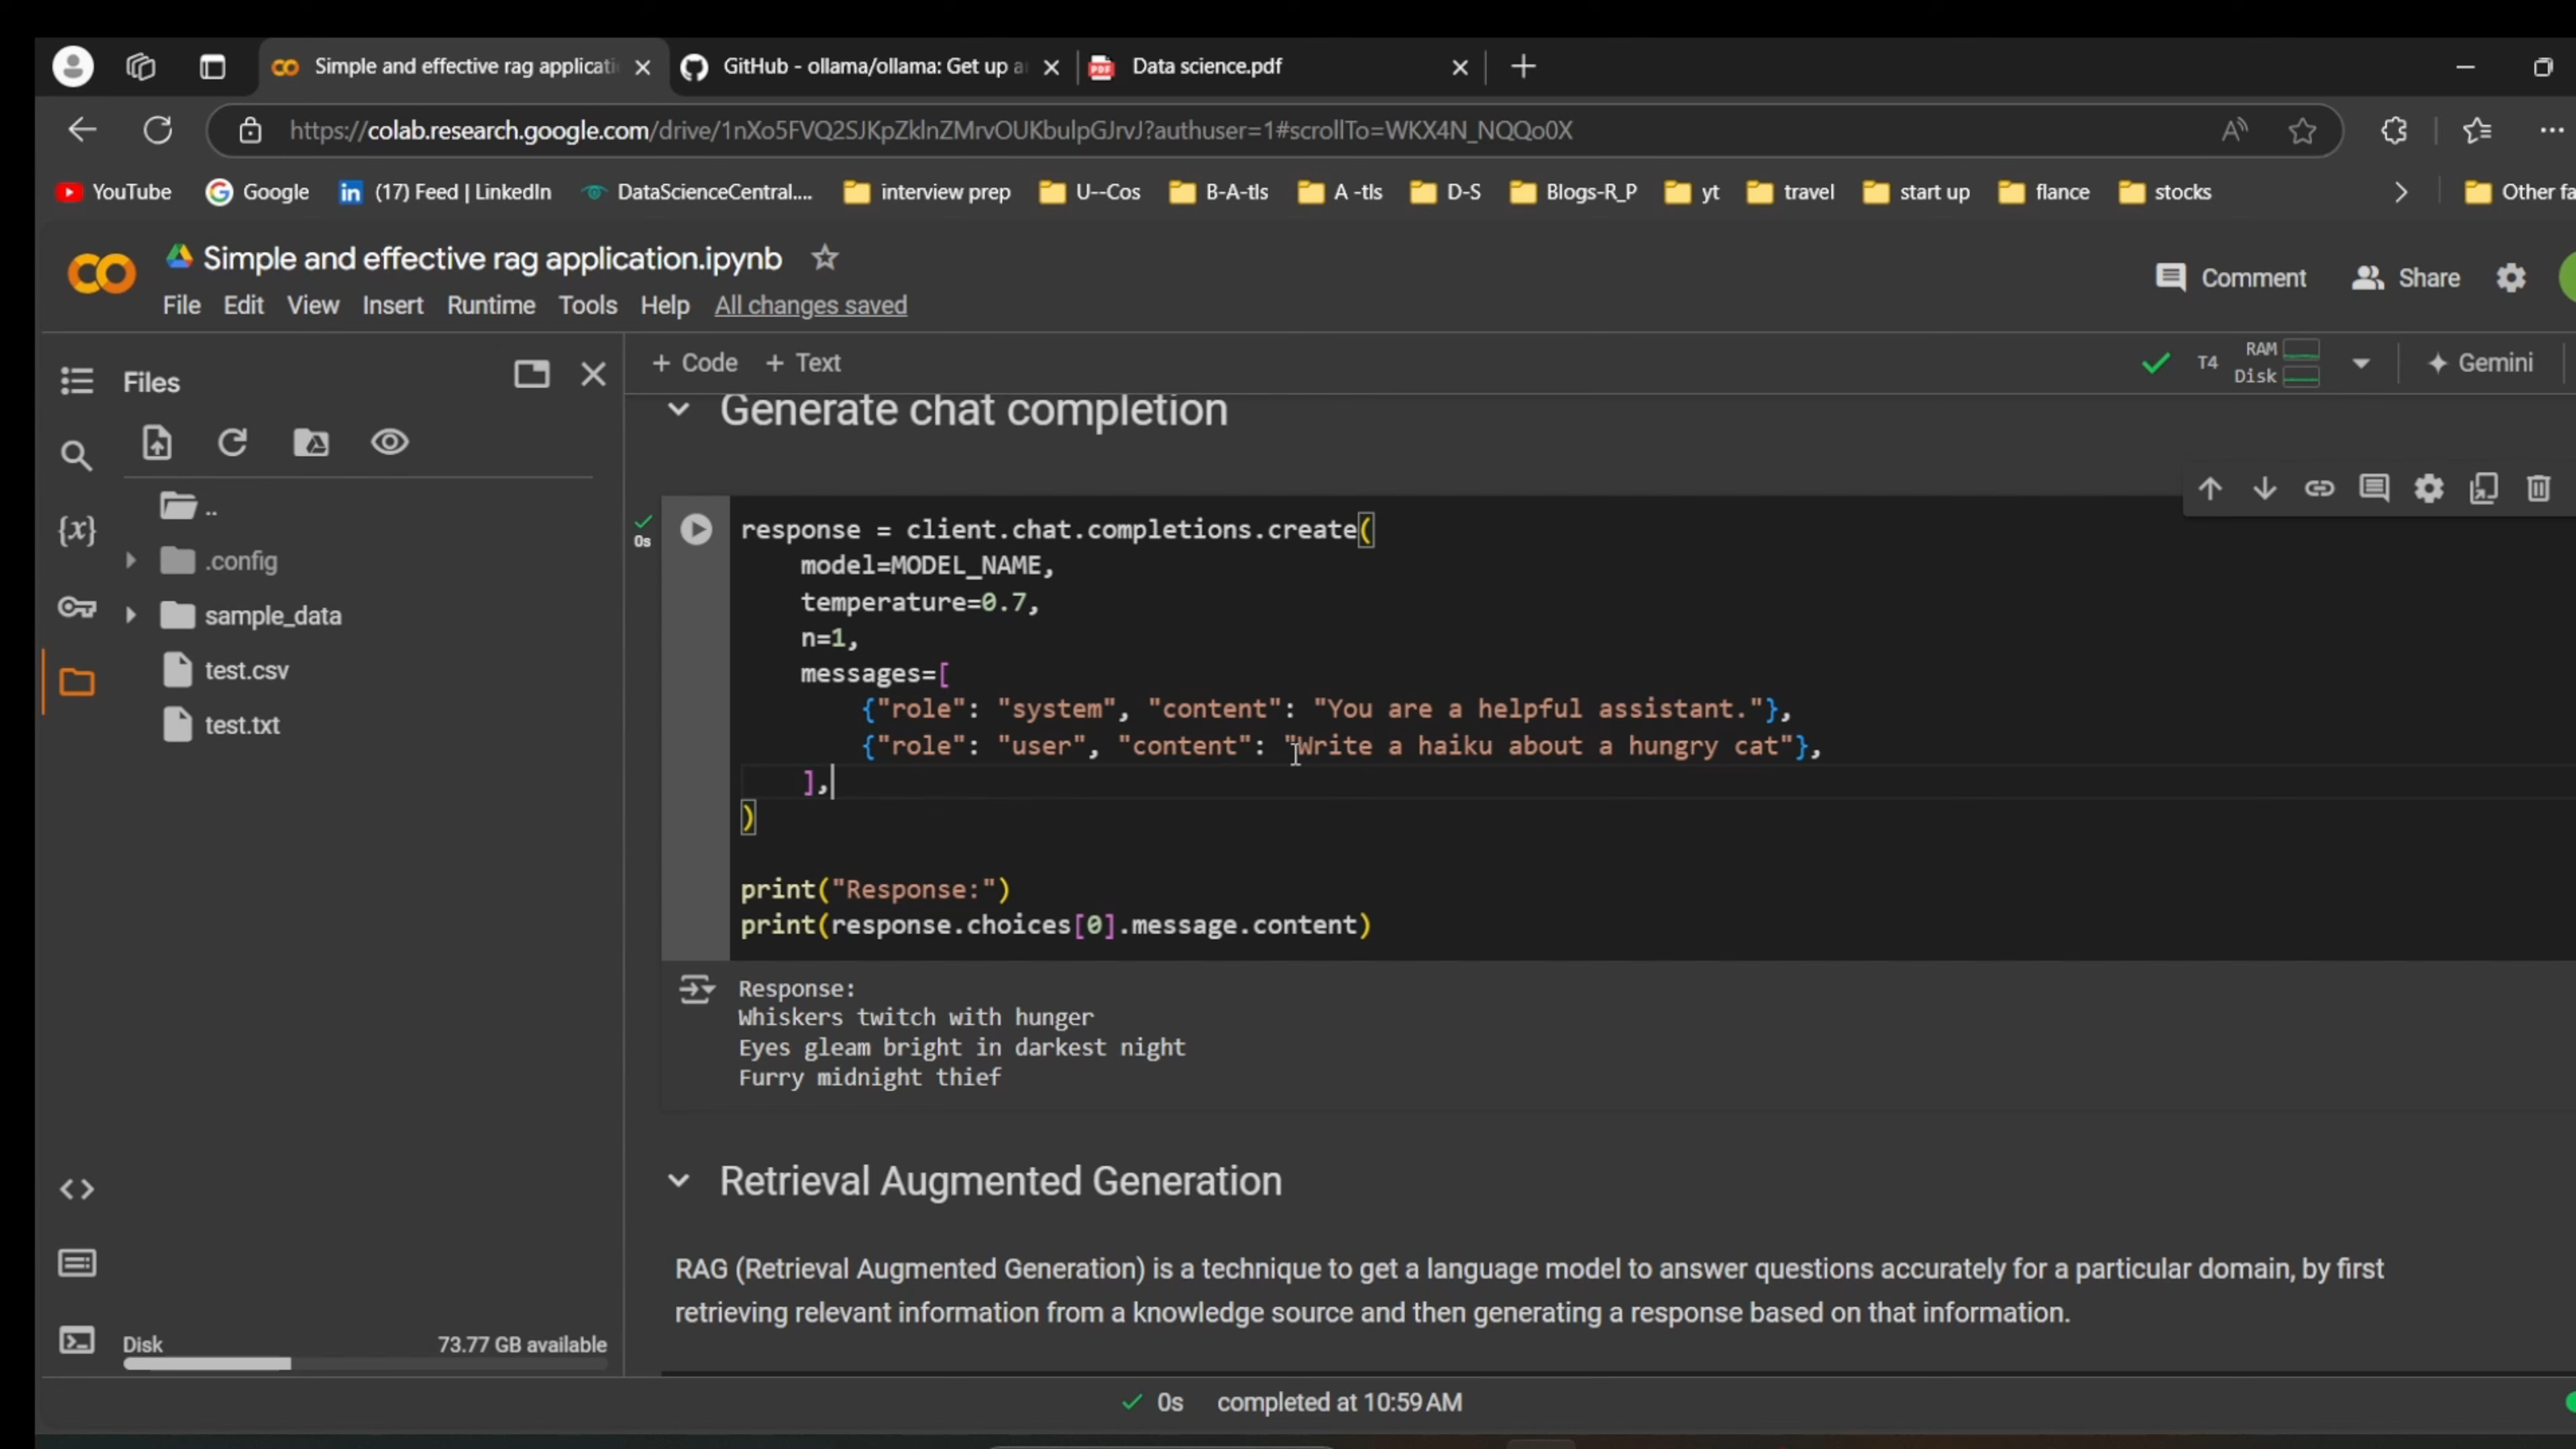 Simple and effective rag applicati
GitHub - ollama/ollama: Get up a
PDF
Data science.pdf
https://colab.research.google.com/drive/1nXo5FVQ2SJKpZklnZMrvOUKbulpGJrvJ?authuser=1#scrollTo=WKX4N_NQQo0X
YouTube
Google
(17) Feed | LinkedIn
DataScienceCentral....
interview prep
U--Cos
B-A-tls
A -tls
D-S
Blogs-R_P
yt
travel
start up
flance
stocks
Other fa
Simple and effective rag application.ipynb
File Edit View Insert Runtime Tools Help All changes saved
Comment
Share
Files
+ Code + Text
T4
RAM
Disk
Gemini
..
.config
sample_data
test.csv
test.txt
Disk 73.77 GB available
Generate chat completion
0s
response = client.chat.completions.create(
model=MODEL_NAME,
temperature=0.7,
n=1,
messages=[
{"role": "system", "content": "You are a helpful assistant."},
{"role": "user", "content": "Write a haiku about a hungry cat"},
],
)
print("Response:")
print(response.choices[0].message.content)
Response:
Whiskers twitch with hunger
Eyes gleam bright in darkest night
Furry midnight thief
Retrieval Augmented Generation
RAG (Retrieval Augmented Generation) is a technique to get a language model to answer questions accurately for a particular domain, by first
retrieving relevant information from a knowledge source and then generating a response based on that information.
0s completed at 10:59 AM